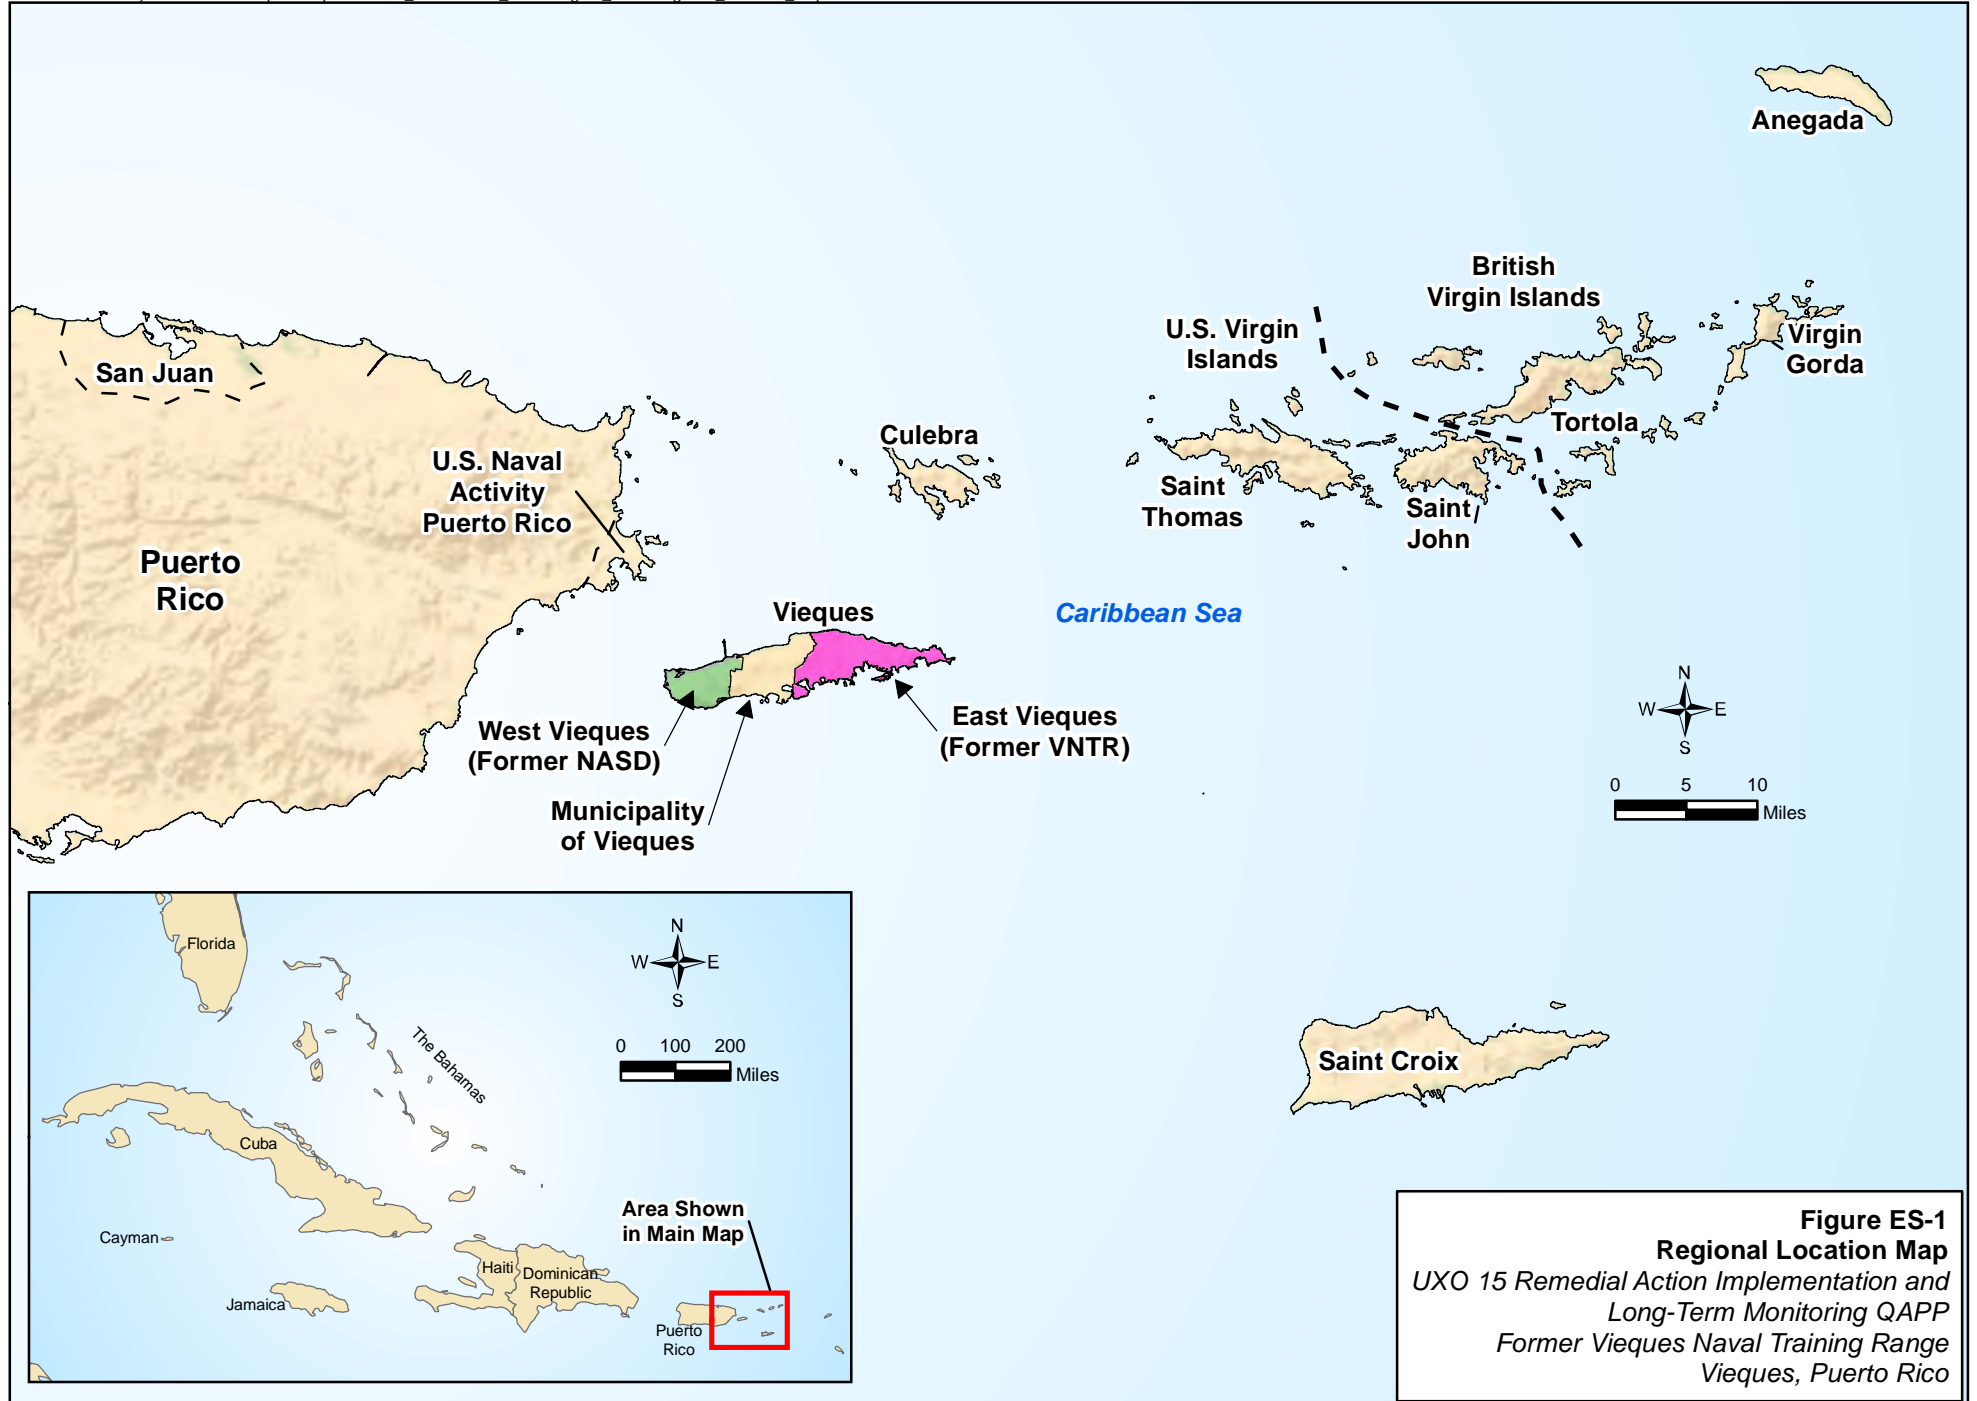 Anegada
British
Virgin Islands
U.S. Virgin
Islands
Virgin
Gorda
San Juan
Tortola
Culebra
U.S. Naval
Activity
Puerto Rico
Saint
Thomas
Saint
John
Puerto
Rico
Vieques
Caribbean Sea
N
W E
S
West Vieques
(Former NASD)
East Vieques
(Former VNTR)
Municipality
of Vieques
0 5 10
Miles
Florida
N
W E
S
The Bahamas
0 100 200
Miles
Saint Croix
Cuba
Area Shown
in Main Map
Cayman
Haiti
Dominican
Republic
Jamaica
Puerto
Rico
Figure ES-1
Regional Location Map
UXO 15 Remedial Action Implementation and
Long-Term Monitoring QAPP
Former Vieques Naval Training Range
Vieques, Puerto Rico